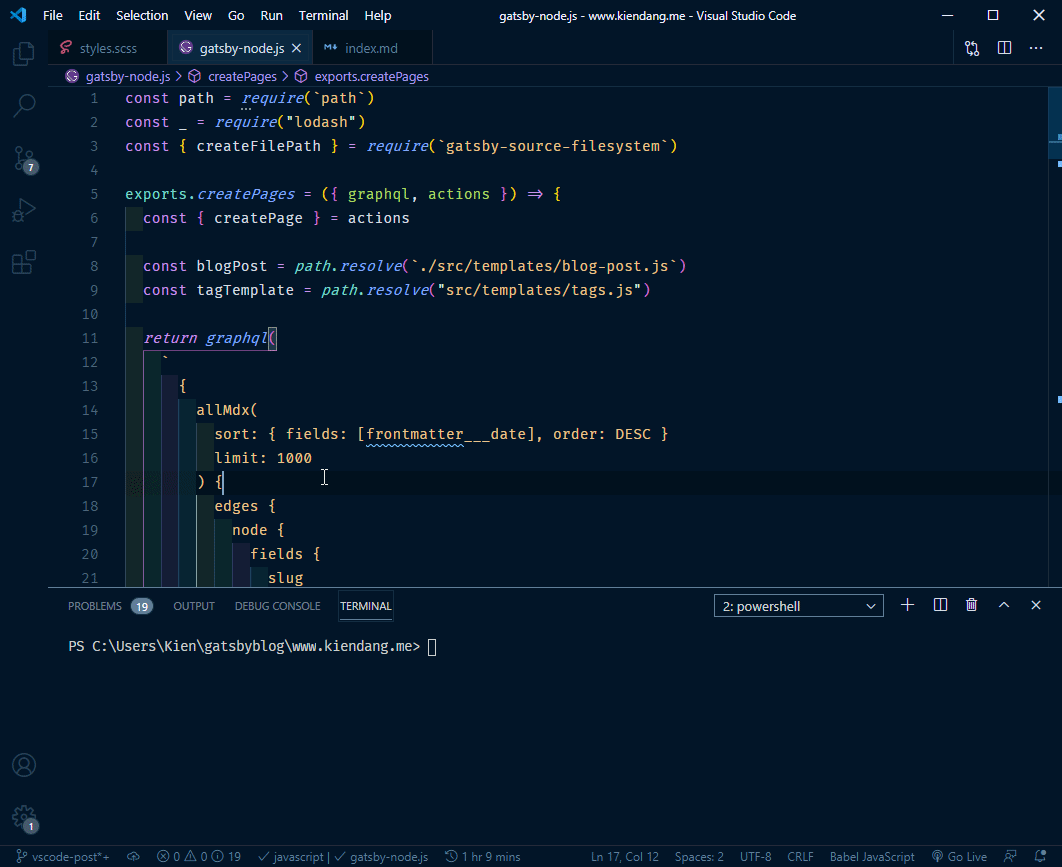 File Edit Selection View Go Run Terminal Help gatsby-node.js - www.kiendang.me - Visual Studio Code
styles.scss gatsby-node.js index.md
gatsby-node.js > createPages > exports.createPages
1 const path = require(`path`)
2 const _ = require("lodash")
3 const { createFilePath } = require(`gatsby-source-filesystem`)
4
5 exports.createPages = ({ graphql, actions }) => {
6 const { createPage } = actions
7
8 const blogPost = path.resolve(`./src/templates/blog-post.js`)
9 const tagTemplate = path.resolve("src/templates/tags.js")
10
11 return graphql(
12 `
13 {
14 allMdx(
15 sort: { fields: [frontmatter___date], order: DESC }
16 limit: 1000
17 ) {
18 edges {
19 node {
20 fields {
21 slug
7
PROBLEMS 19 OUTPUT DEBUG CONSOLE TERMINAL 2: powershell
PS C:\Users\Kien\gatsbyblog\www.kiendang.me>
1
vscode-post*+ 0 0 19 javascript | gatsby-node.js 1 hr 9 mins Ln 17, Col 12 Spaces: 2 UTF-8 CRLF Babel JavaScript Go Live